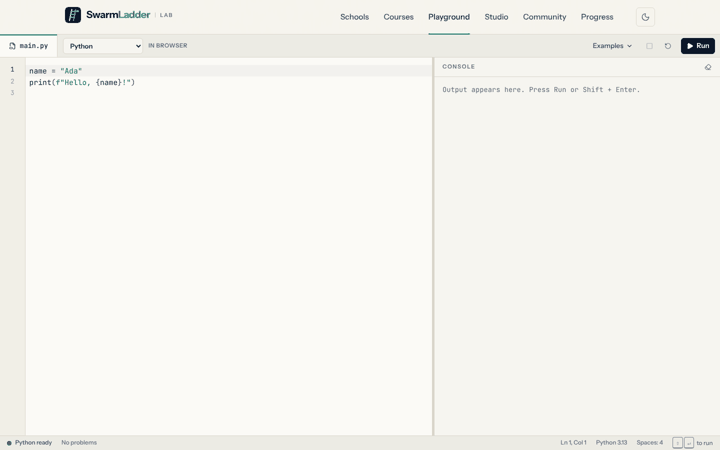 SwarmLadder LAB
Schools Courses Playground Studio Community Progress
main.py Python IN BROWSER Examples Run
CONSOLE
1 name = "Ada"
2 print(f"Hello, {name}!")
3
Output appears here. Press Run or Shift + Enter.
Python ready No problems Ln 1, Col 1 Python 3.13 Spaces: 4 to run